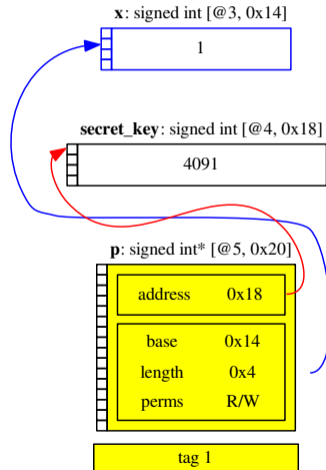 x: signed int [@3, 0x14]
1
secret_key: signed int [@4, 0x18]
4091
p: signed int* [@5, 0x20]
address 0x18
base 0x14
length 0x4
perms R/W
tag 1